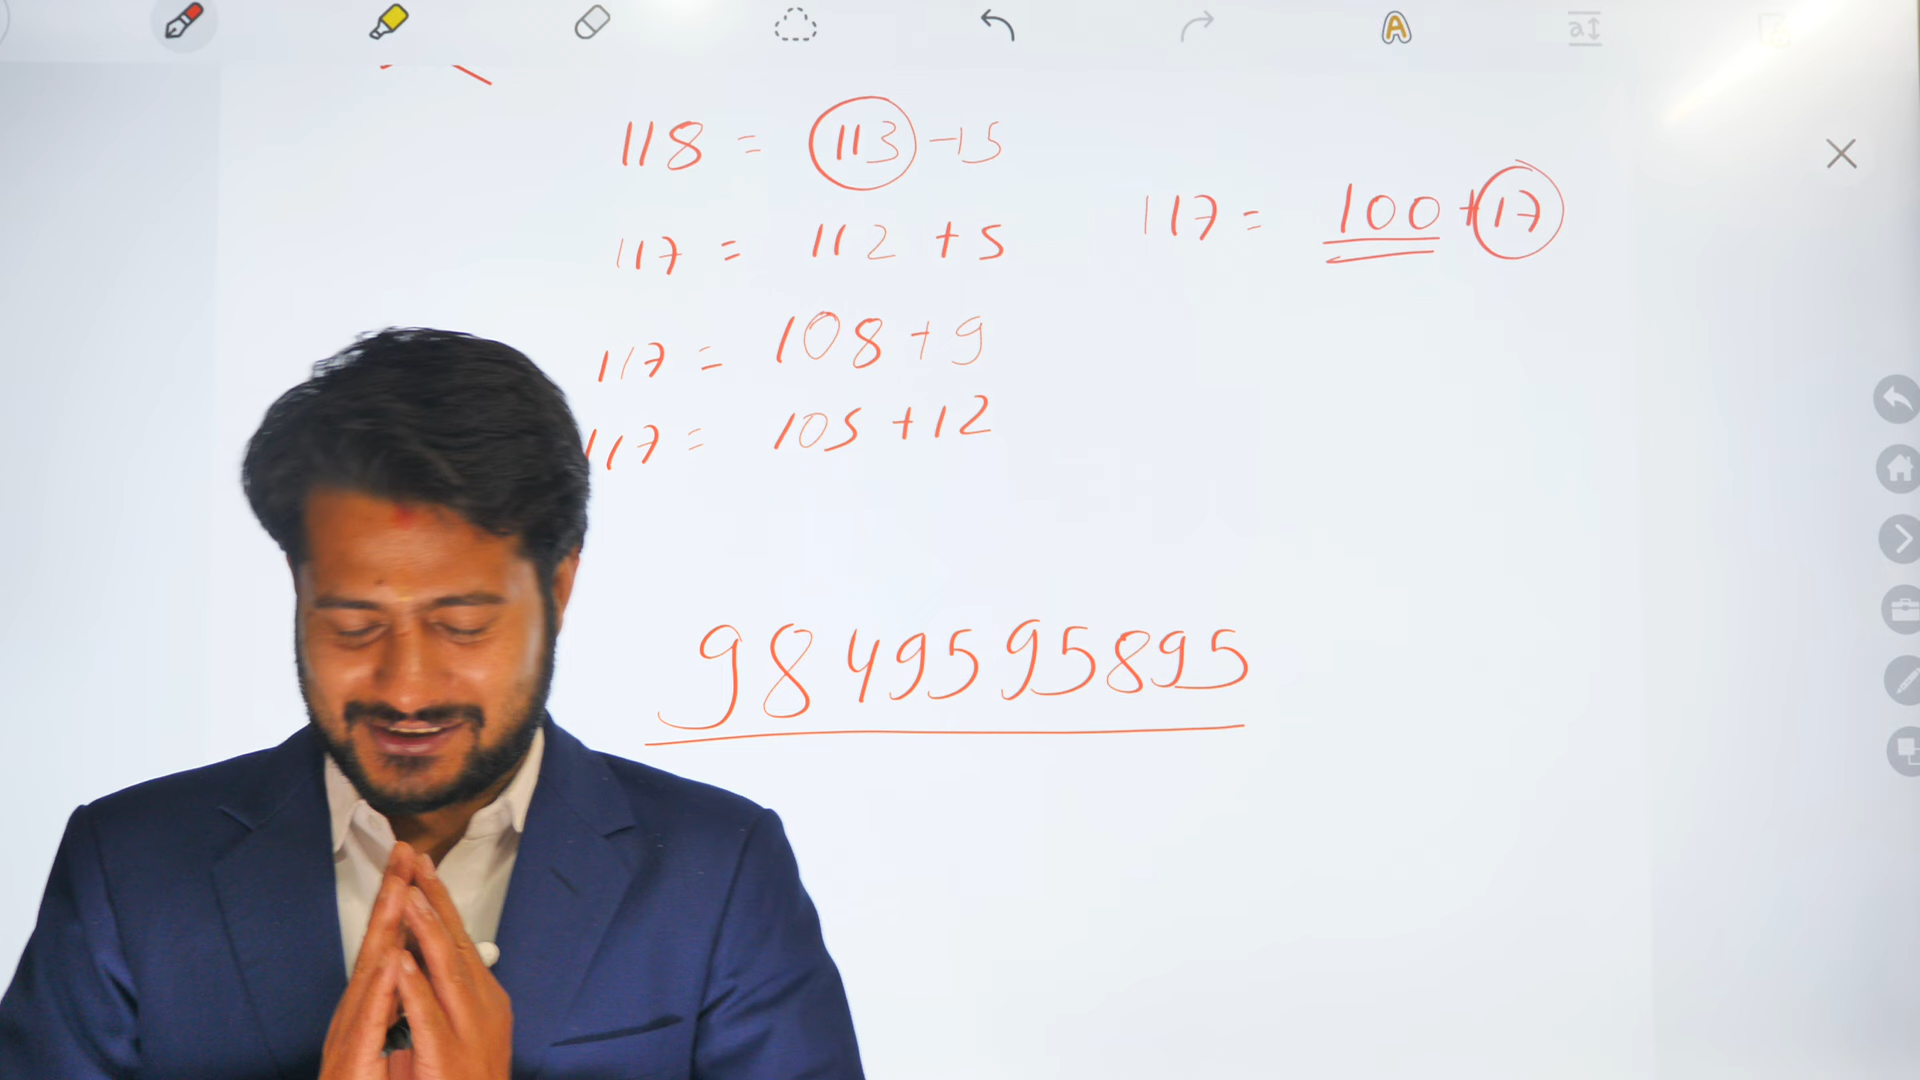 118 = 113 - 15
117 = 112 + 5
117 = 100 + 17
117 = 108 + 9
117 = 105 + 12
9849595895
A
a